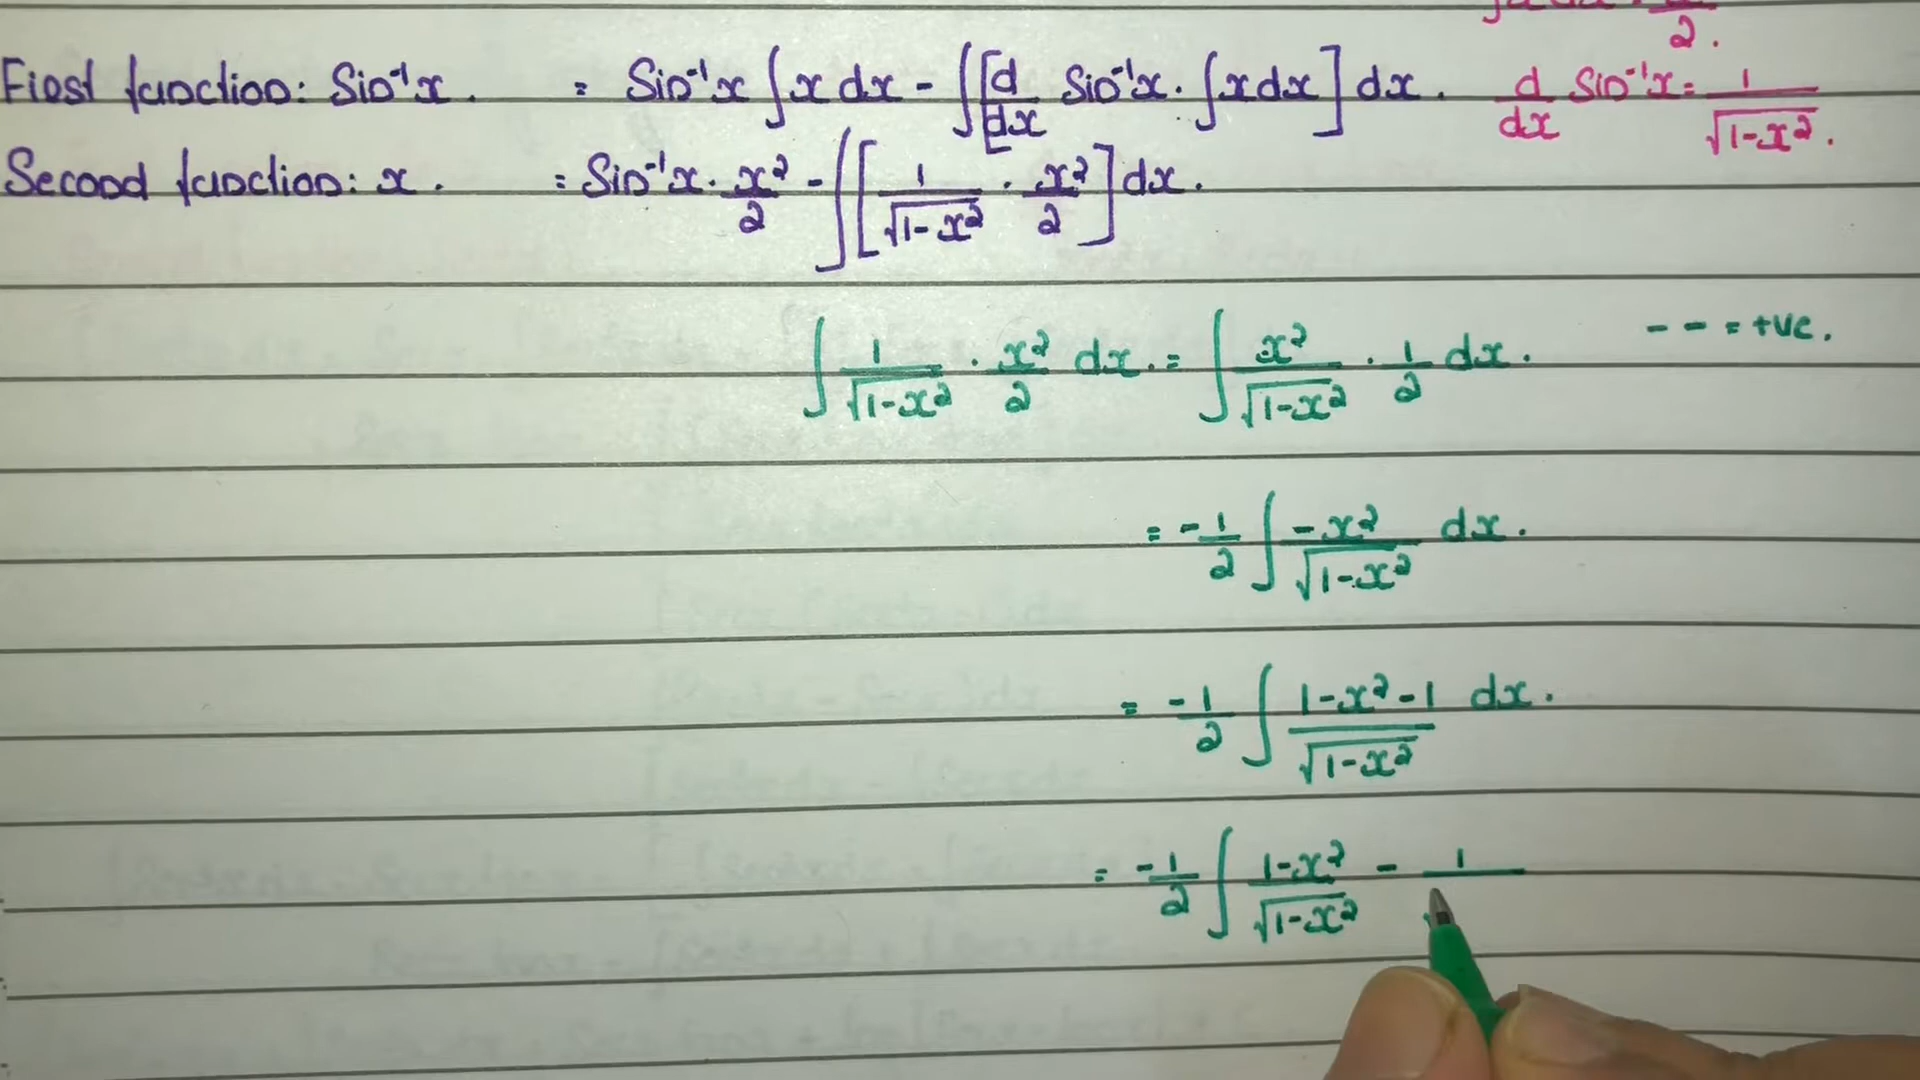 2.
First function: Sin⁻¹x. = Sin⁻¹x ∫ x dx - ∫[d/dx Sin⁻¹x . ∫xdx] dx. d/dx Sin⁻¹x = 1/√1-x².
Second function: x. = Sin⁻¹x . x²/2 - ∫[1/√1-x² . x²/2] dx.
∫ 1/√1-x² . x²/2 dx. = ∫ x²/√1-x² . 1/2 dx. - - = +ve.
= -1/2 ∫ -x²/√1-x² dx.
= -1/2 ∫ 1-x²-1/√1-x² dx.
= -1/2 ∫ 1-x²/√1-x² - 1